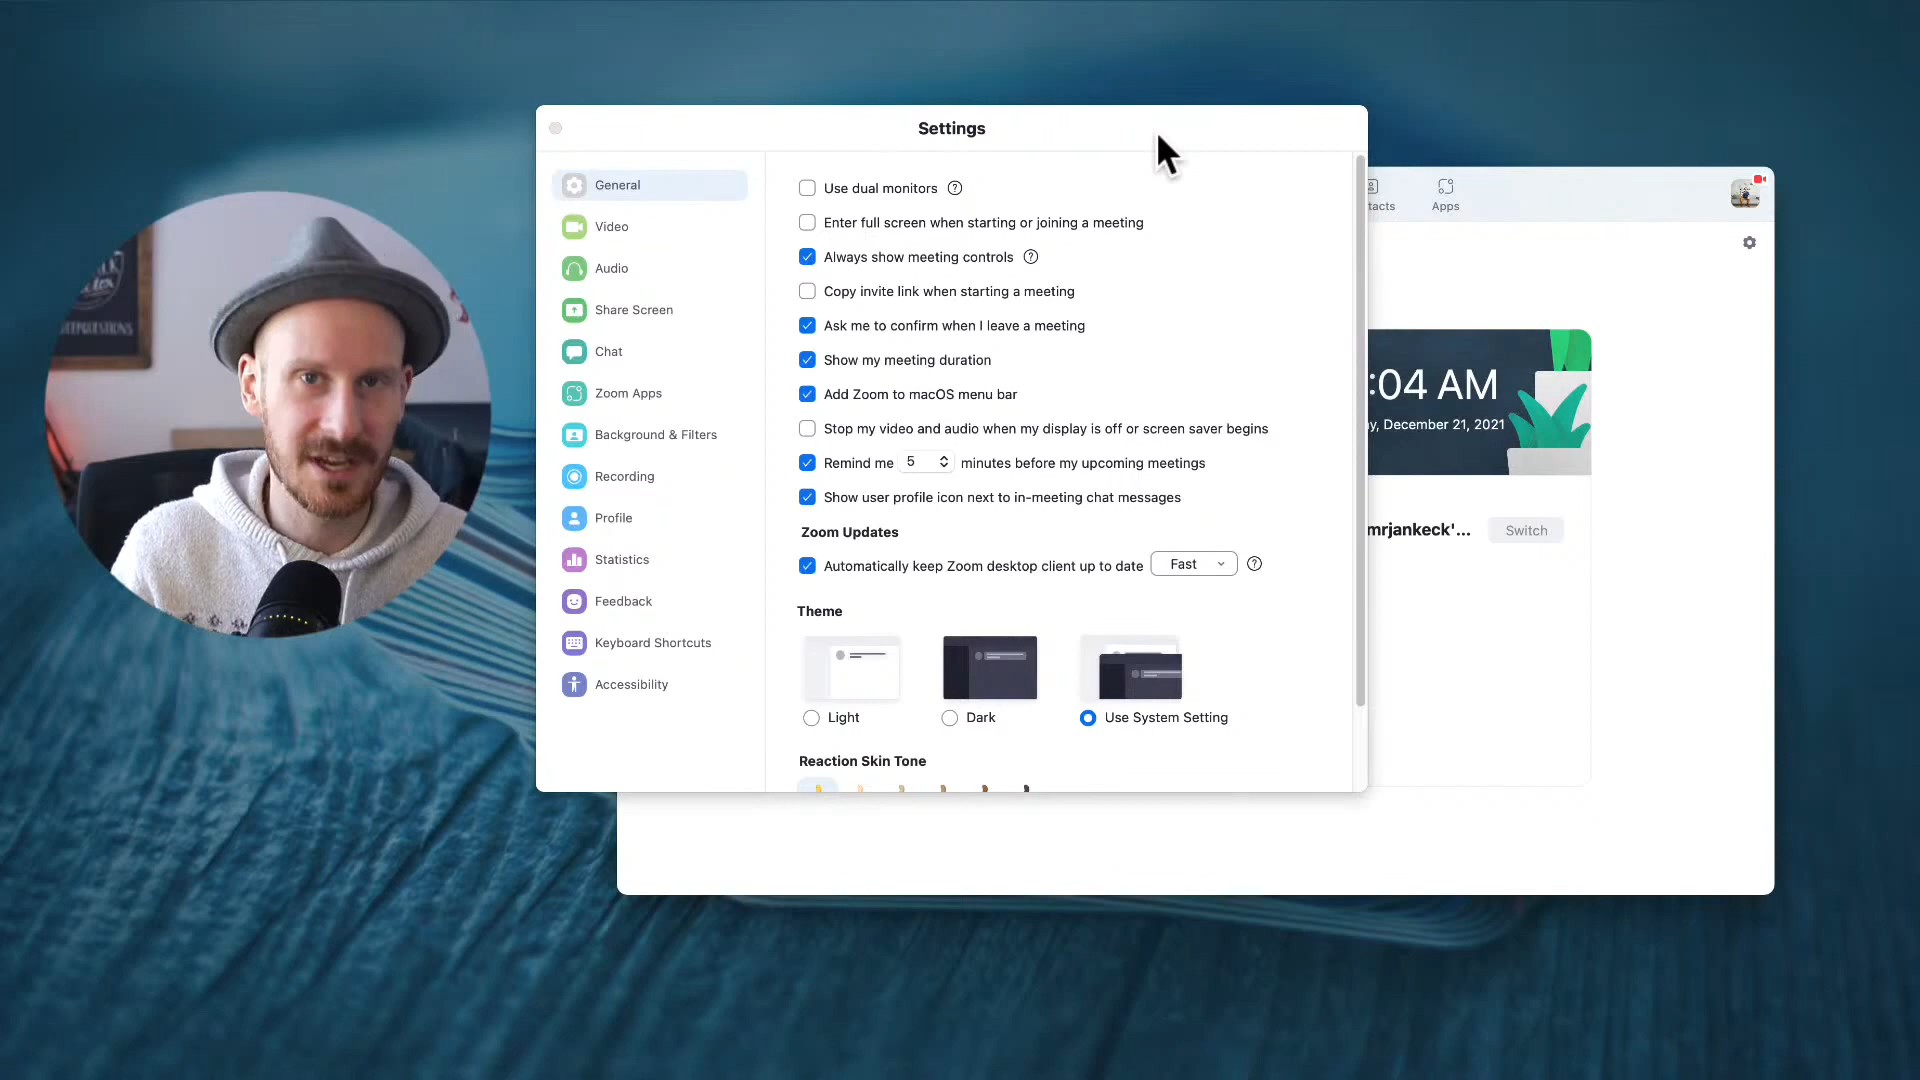 Settings
General
Video
Audio
Share Screen
Chat
Zoom Apps
Background & Filters
Recording
Profile
Statistics
Feedback
Keyboard Shortcuts
Accessibility
Use dual monitors
Enter full screen when starting or joining a meeting
Always show meeting controls
Copy invite link when starting a meeting
Ask me to confirm when I leave a meeting
Show my meeting duration
Add Zoom to macOS menu bar
Stop my video and audio when my display is off or screen saver begins
Remind me 5 minutes before my upcoming meetings
Show user profile icon next to in-meeting chat messages
Zoom Updates
Automatically keep Zoom desktop client up to date Fast
Theme
Light Dark Use System Setting
Reaction Skin Tone
tacts Apps
:04 AM
y, December 21, 2021
mrjankeck'... Switch